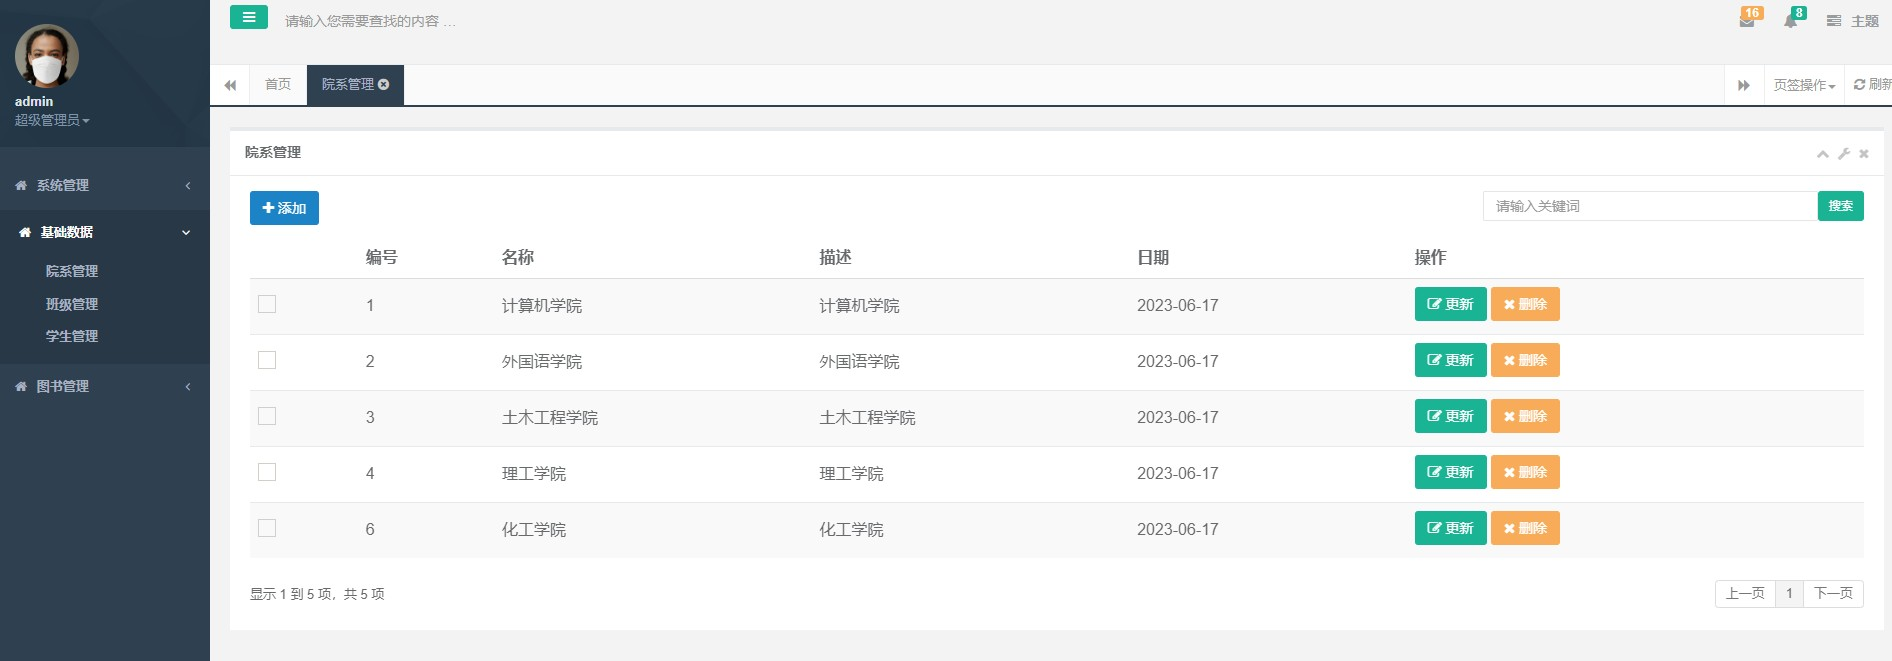 admin
超级管理员
系统管理
基础数据
院系管理
班级管理
学生管理
图书管理
请输入您需要查找的内容 …
16
8
主题
首页
院系管理
页签操作
刷新
院系管理
添加
请输入关键词
搜索
编号 名称 描述 日期 操作
1 计算机学院 计算机学院 2023-06-17 更新 删除
2 外国语学院 外国语学院 2023-06-17 更新 删除
3 土木工程学院 土木工程学院 2023-06-17 更新 删除
4 理工学院 理工学院 2023-06-17 更新 删除
6 化工学院 化工学院 2023-06-17 更新 删除
显示 1 到 5 项，共 5 项
上一页 1 下一页